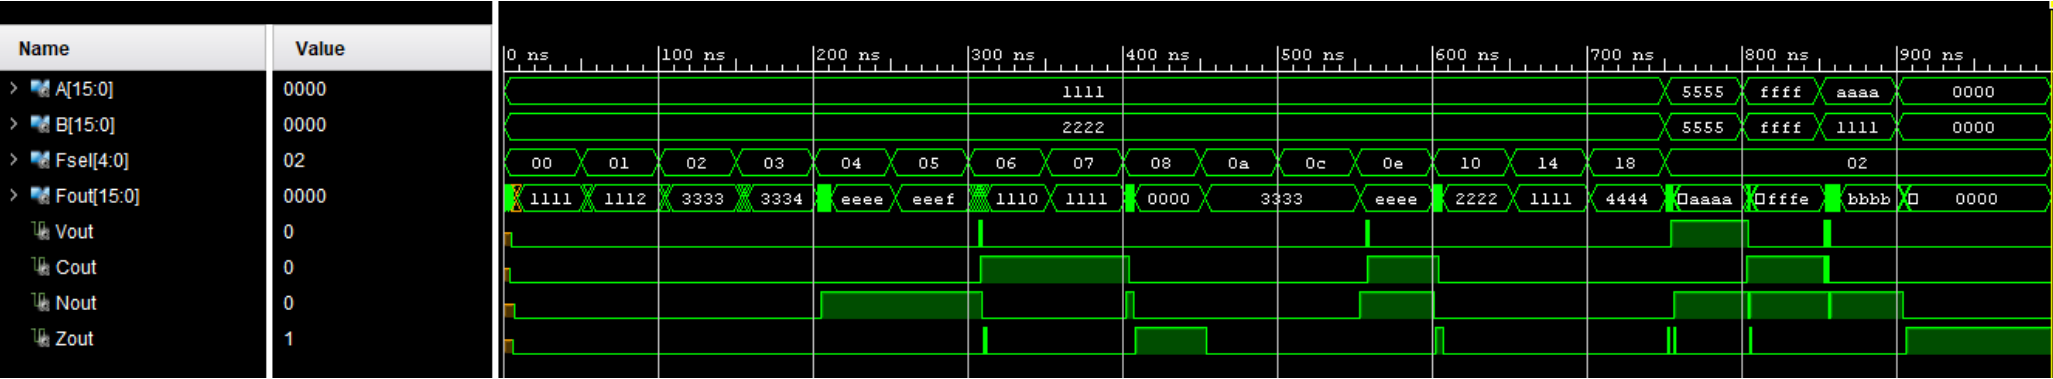 Name Value
0 ns 100 ns 200 ns 300 ns 400 ns 500 ns 600 ns 700 ns 800 ns 900 ns
A[15:0] 0000 1111 5555 ffff aaaa 0000
B[15:0] 0000 2222 5555 ffff 1111 0000
Fsel[4:0] 02 00 01 02 03 04 05 06 07 08 0a 0c 0e 10 14 18 02
Fout[15:0] 0000 1111 1112 3333 3334 eeee eeef 1110 1111 0000 3333 eeee 2222 1111 4444 aaaa fffe bbbb 0000
Vout 0
Cout 0
Nout 0
Zout 1